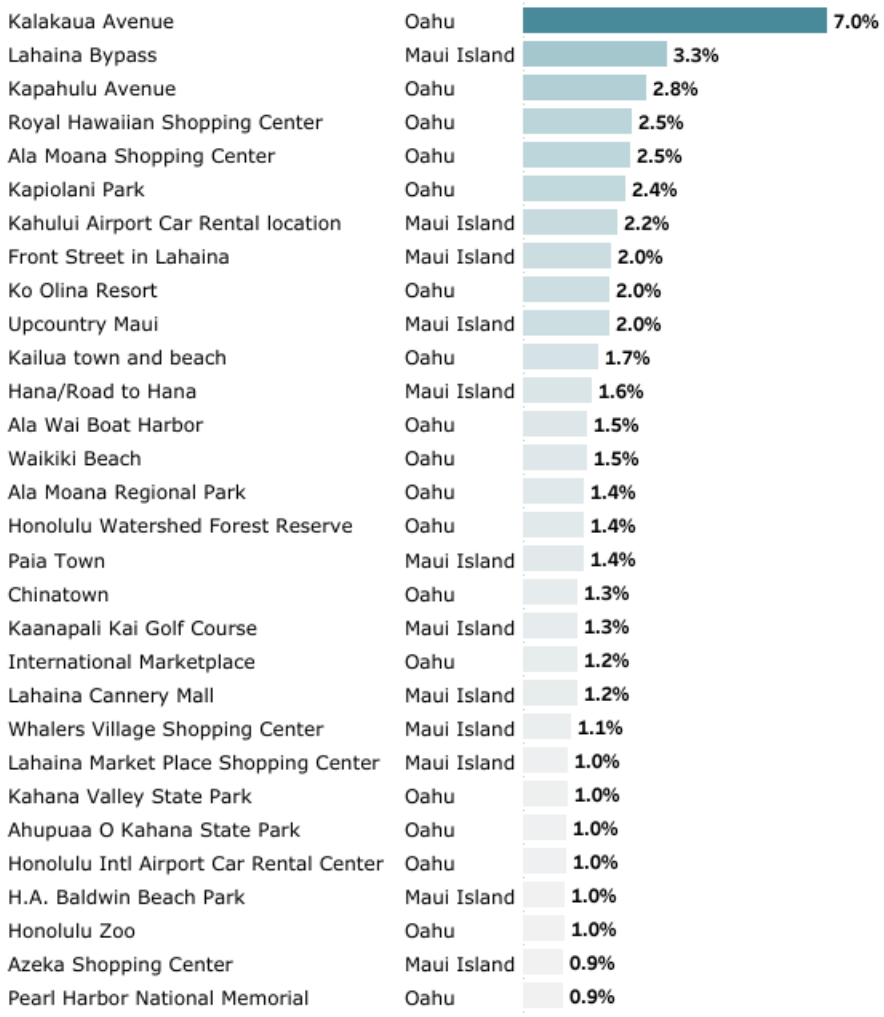 Kalakaua Avenue Oahu 7.0%
Lahaina Bypass Maui Island 3.3%
Kapahulu Avenue Oahu 2.8%
Royal Hawaiian Shopping Center Oahu 2.5%
Ala Moana Shopping Center Oahu 2.5%
Kapiolani Park Oahu 2.4%
Kahului Airport Car Rental location Maui Island 2.2%
Front Street in Lahaina Maui Island 2.0%
Ko Olina Resort Oahu 2.0%
Upcountry Maui Maui Island 2.0%
Kailua town and beach Oahu 1.7%
Hana/Road to Hana Maui Island 1.6%
Ala Wai Boat Harbor Oahu 1.5%
Waikiki Beach Oahu 1.5%
Ala Moana Regional Park Oahu 1.4%
Honolulu Watershed Forest Reserve Oahu 1.4%
Paia Town Maui Island 1.4%
Chinatown Oahu 1.3%
Kaanapali Kai Golf Course Maui Island 1.3%
International Marketplace Oahu 1.2%
Lahaina Cannery Mall Maui Island 1.2%
Whalers Village Shopping Center Maui Island 1.1%
Lahaina Market Place Shopping Center Maui Island 1.0%
Kahana Valley State Park Oahu 1.0%
Ahupuaa O Kahana State Park Oahu 1.0%
Honolulu Intl Airport Car Rental Center Oahu 1.0%
H.A. Baldwin Beach Park Maui Island 1.0%
Honolulu Zoo Oahu 1.0%
Azeka Shopping Center Maui Island 0.9%
Pearl Harbor National Memorial Oahu 0.9%